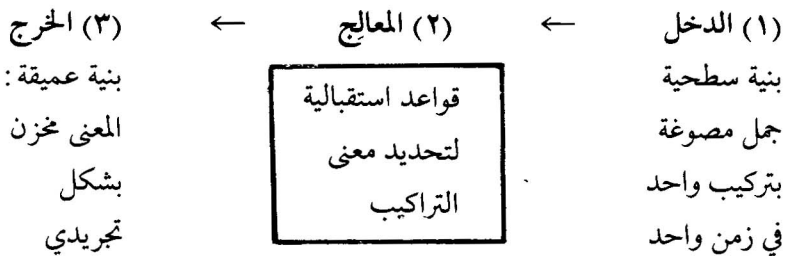 (١) الدخل ← (٢) المعالِج ← (٣) الخرج
بنية سطحية
جمل مصوغة
بتركيب واحد
في زمن واحد
قواعد استقبالية
لتحديد معنى
التراكيب
بنية عميقة :
المعنى مخزن
بشكل
تجريدي